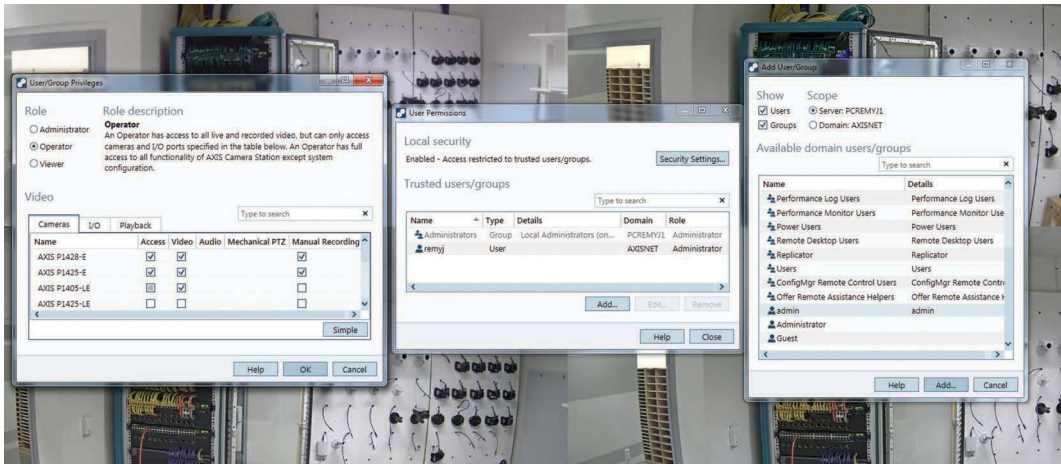 User/Group Privileges
Role
Administrator
Operator
Viewer
Role description
Operator
An Operator has access to all live and recorded video, but can only access
cameras and I/O ports specified in the table below. An Operator has full
access to all functionality of AXIS Camera Station except system
configuration.
Video
Type to search
Cameras I/O Playback
Name Access Video Audio Mechanical PTZ Manual Recording
AXIS P1428-E
AXIS P1425-E
AXIS P1405-LE
AXIS P1425-LE
Simple
Help OK Cancel
User Permissions
Local security
Enabled - Access restricted to trusted users/groups.
Security Settings...
Trusted users/groups
Type to search
Name Type Details Domain Role
Administrators Group Local Administrators (on... PCREMYJ1 Administrator
remyj User AXISNET Administrator
Add... Edit... Remove
Help Close
Add User/Group
Show Scope
Users Server: PCREMYJ1
Groups Domain: AXISNET
Available domain users/groups
Type to search
Name Details
Performance Log Users Performance Log Users
Performance Monitor Users Performance Monitor Use
Power Users Power Users
Remote Desktop Users Remote Desktop Users
Replicator Replicator
Users Users
ConfigMgr Remote Control Users ConfigMgr Remote Contr
Offer Remote Assistance Helpers Offer Remote Assistance H
admin admin
Administrator
Guest
Help Add... Cancel